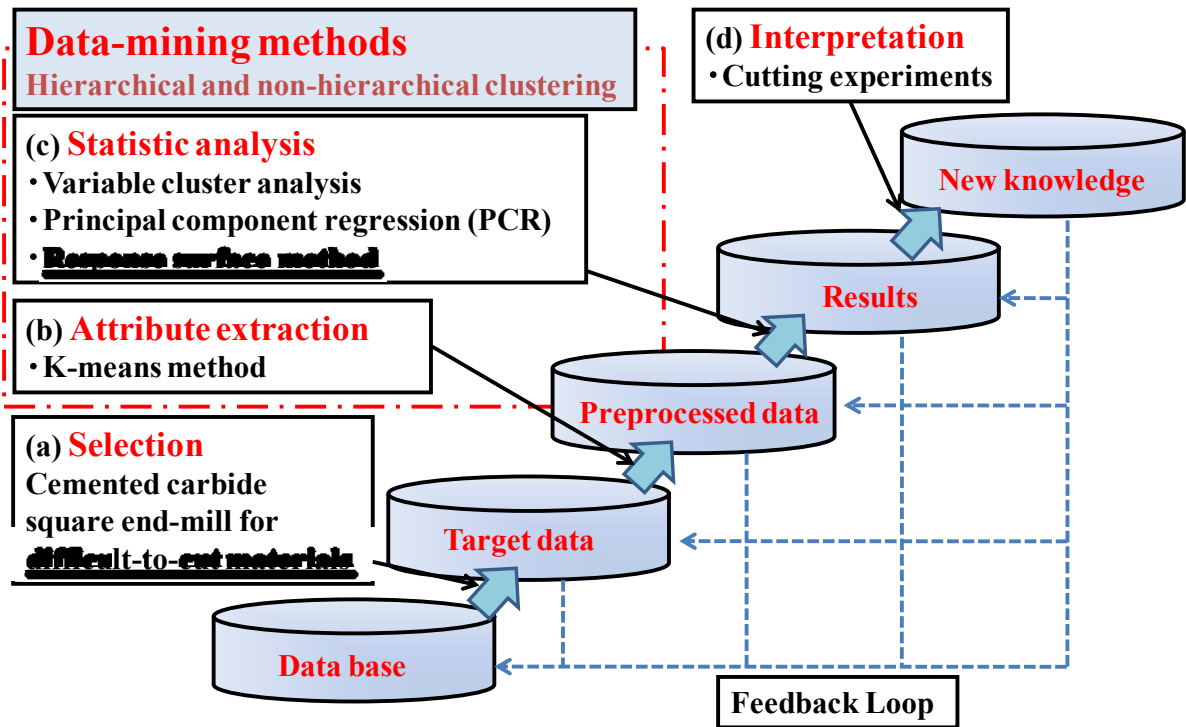 Data-mining methods
Hierarchical and non-hierarchical clustering
(c) Statistic analysis
・Variable cluster analysis
・Principal component regression (PCR)
・Response surface method
(b) Attribute extraction
・K-means method
(a) Selection
Cemented carbide
square end-mill for
difficult-to-cut materials
(d) Interpretation
・Cutting experiments
New knowledge
Results
Preprocessed data
Target data
Data base
Feedback Loop